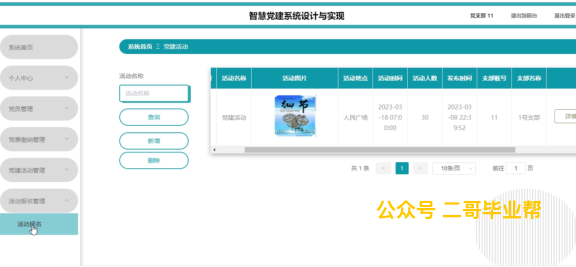 智慧党建系统设计与实现
党支部 11 退出到前台 退出登录
系统首页
个人中心
党员管理
党费缴纳管理
党建活动管理
活动报名管理
活动报名
系统首页 三 党建活动
活动名称
活动名称
查询
新增
删除
活动名称 活动图片 活动地点 活动时间 活动人数 发布时间 支部账号 支部名称
党建活动 人民广场 2023-03-18 07:00:00 30 2023-03-08 22:39:52 11 1号支部 详情
共 1 条 1 10条/页 前往 1 页
公众号 二哥毕业帮